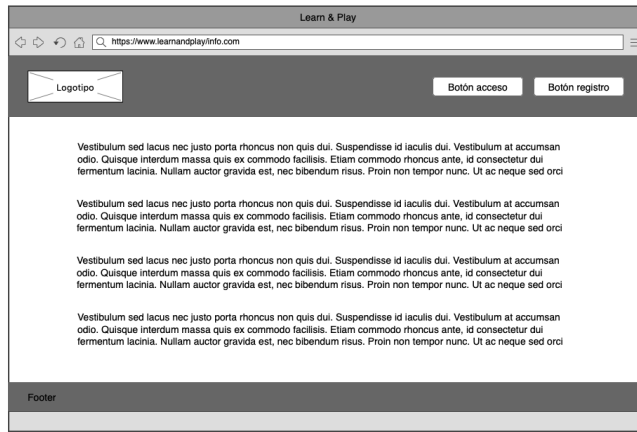 Learn & Play
https://www.learnandplay/info.com
Logotipo
Botón acceso
Botón registro
Vestibulum sed lacus nec justo porta rhoncus non quis dui. Suspendisse id iaculis dui. Vestibulum at accumsan
odio. Quisque interdum massa quis ex commodo facilisis. Etiam commodo rhoncus ante, id consectetur dui
fermentum lacinia. Nullam auctor gravida est, nec bibendum risus. Proin non tempor nunc. Ut ac neque sed orci
Vestibulum sed lacus nec justo porta rhoncus non quis dui. Suspendisse id iaculis dui. Vestibulum at accumsan
odio. Quisque interdum massa quis ex commodo facilisis. Etiam commodo rhoncus ante, id consectetur dui
fermentum lacinia. Nullam auctor gravida est, nec bibendum risus. Proin non tempor nunc. Ut ac neque sed orci
Vestibulum sed lacus nec justo porta rhoncus non quis dui. Suspendisse id iaculis dui. Vestibulum at accumsan
odio. Quisque interdum massa quis ex commodo facilisis. Etiam commodo rhoncus ante, id consectetur dui
fermentum lacinia. Nullam auctor gravida est, nec bibendum risus. Proin non tempor nunc. Ut ac neque sed orci
Vestibulum sed lacus nec justo porta rhoncus non quis dui. Suspendisse id iaculis dui. Vestibulum at accumsan
odio. Quisque interdum massa quis ex commodo facilisis. Etiam commodo rhoncus ante, id consectetur dui
fermentum lacinia. Nullam auctor gravida est, nec bibendum risus. Proin non tempor nunc. Ut ac neque sed orci
Footer